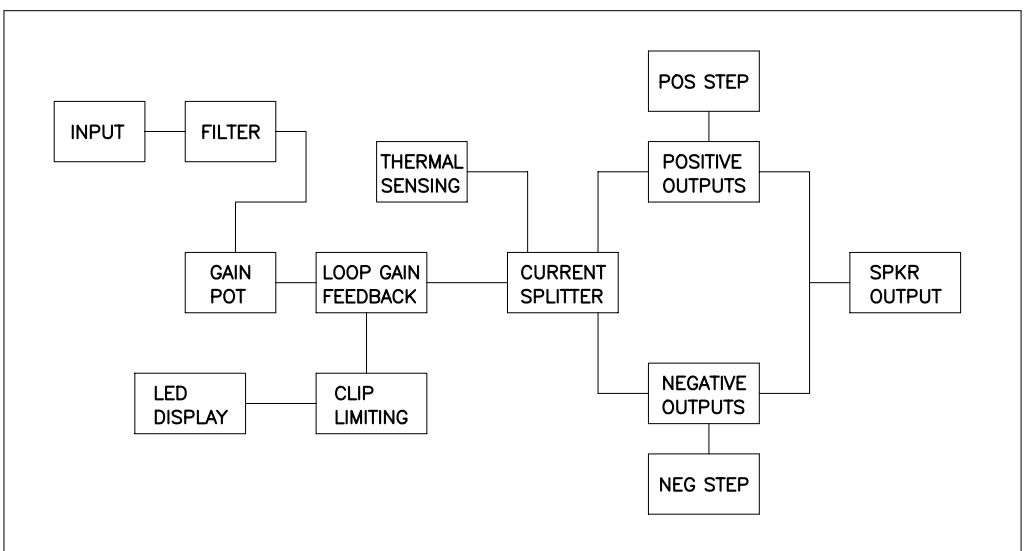 POS STEP
INPUT
FILTER
THERMAL
SENSING
POSITIVE
OUTPUTS
GAIN
POT
LOOP GAIN
FEEDBACK
CURRENT
SPLITTER
SPKR
OUTPUT
LED
DISPLAY
CLIP
LIMITING
NEGATIVE
OUTPUTS
NEG STEP